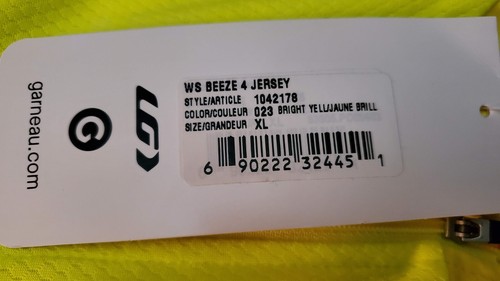 WS BEEZE 4 JERSEY
STYLE/ARTICLE 1042178
COLOR/COULEUR 023 BRIGHT YELL/JAUNE BRILL
SIZE/GRANDEUR XL
6 90222 32445 1
garneau.com
G
LG